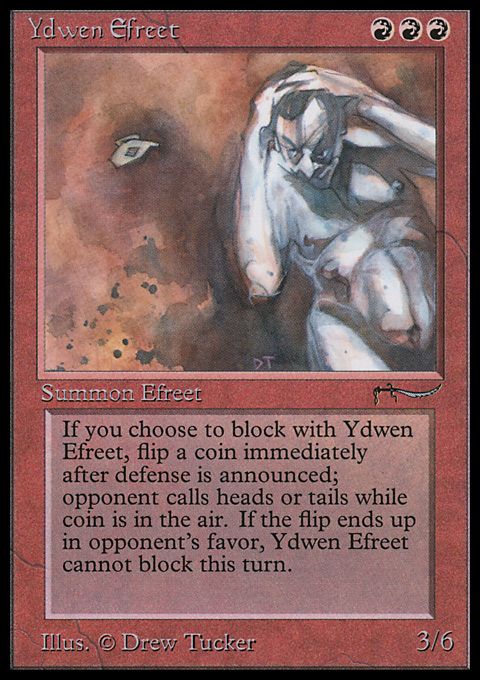 Ydwen Efreet
DT
Summon Efreet
If you choose to block with Ydwen
Efreet, flip a coin immediately
after defense is announced;
opponent calls heads or tails while
coin is in the air. If the flip ends up
in opponent's favor, Ydwen Efreet
cannot block this turn.
Illus. © Drew Tucker
3/6